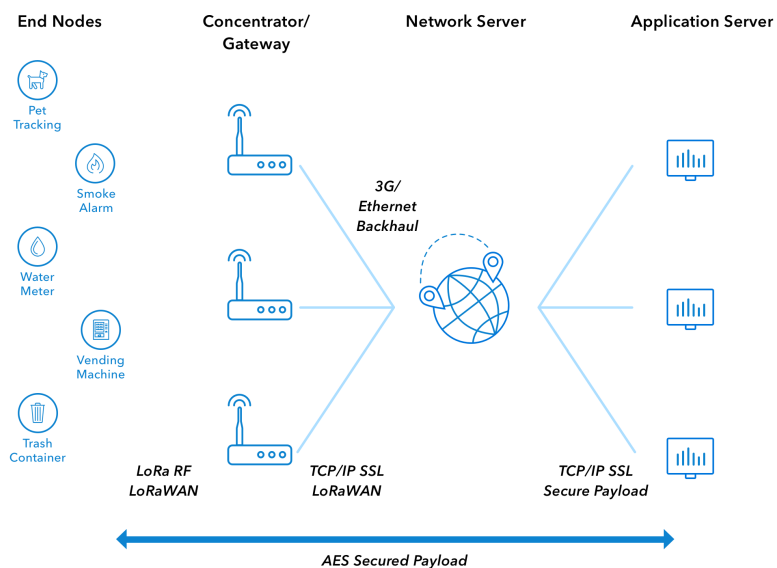 End Nodes
Concentrator/
Gateway
Network Server
Application Server
Pet
Tracking
Smoke
Alarm
Water
Meter
Vending
Machine
Trash
Container
3G/
Ethernet
Backhaul
LoRa RF
LoRaWAN
TCP/IP SSL
LoRaWAN
TCP/IP SSL
Secure Payload
AES Secured Payload